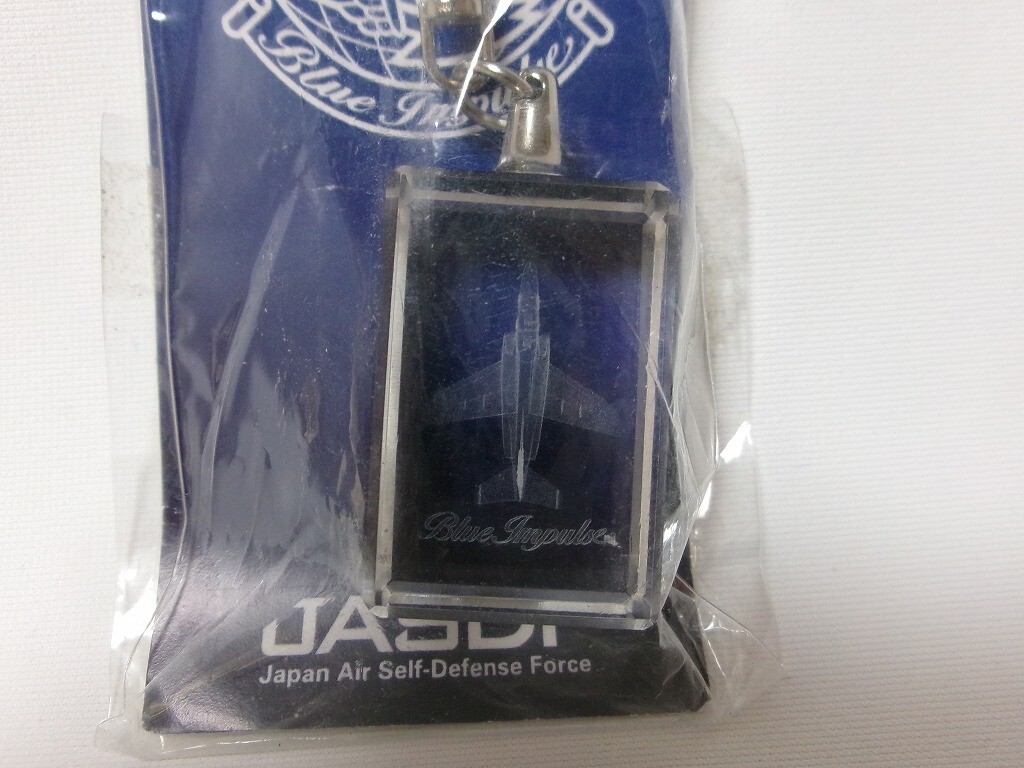 Blue Impulse
Blue Impulse
JASDF
Japan Air Self-Defense Force